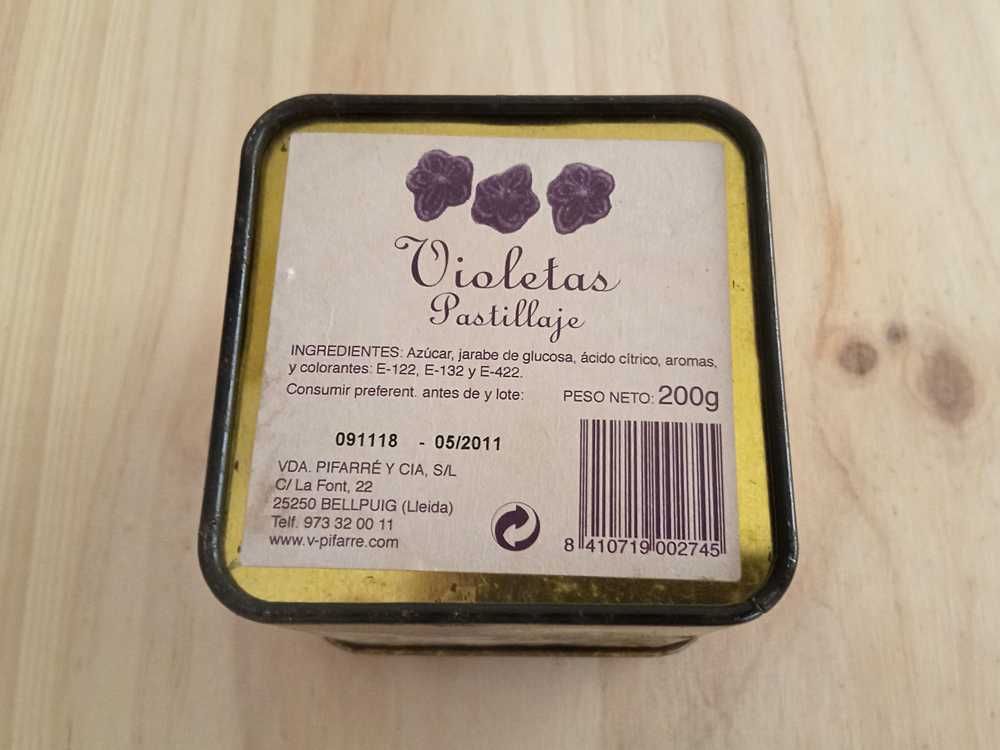 Violetas
Pastillaje
INGREDIENTES: Azúcar, jarabe de glucosa, ácido cítrico, aromas,
y colorantes: E-122, E-132 y E-422.
Consumir preferent. antes de y lote:
PESO NETO: 200g
091118 - 05/2011
VDA. PIFARRÉ Y CIA, S/L
C/ La Font, 22
25250 BELLPUIG (Lleida)
Telf. 973 32 00 11
www.v-pifarre.com
8 410719 002745